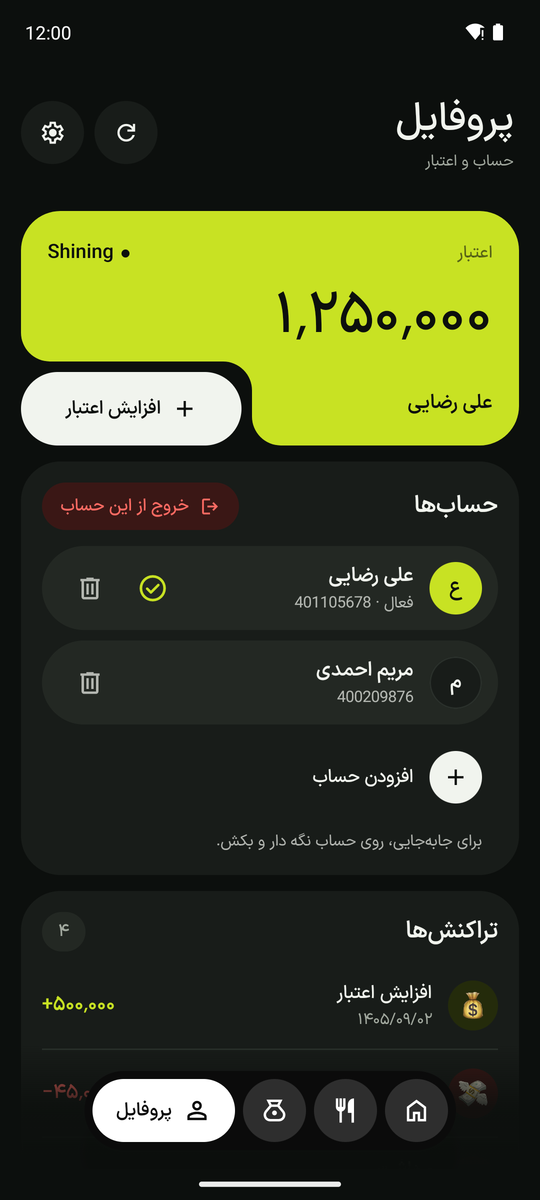 12:00
پروفایل
حساب و اعتبار
اعتبار
Shining
۱,۲۵۰,۰۰۰
علی رضایی
افزایش اعتبار
حساب‌ها
خروج از این حساب
ع
علی رضایی
فعال · 401105678
م
مریم احمدی
400209876
افزودن حساب
برای جابه‌جایی، روی حساب نگه دار و بکش.
تراکنش‌ها
۴
افزایش اعتبار
+۵۰۰,۰۰۰
۱۴۰۵/۰۹/۰۲
پروفایل